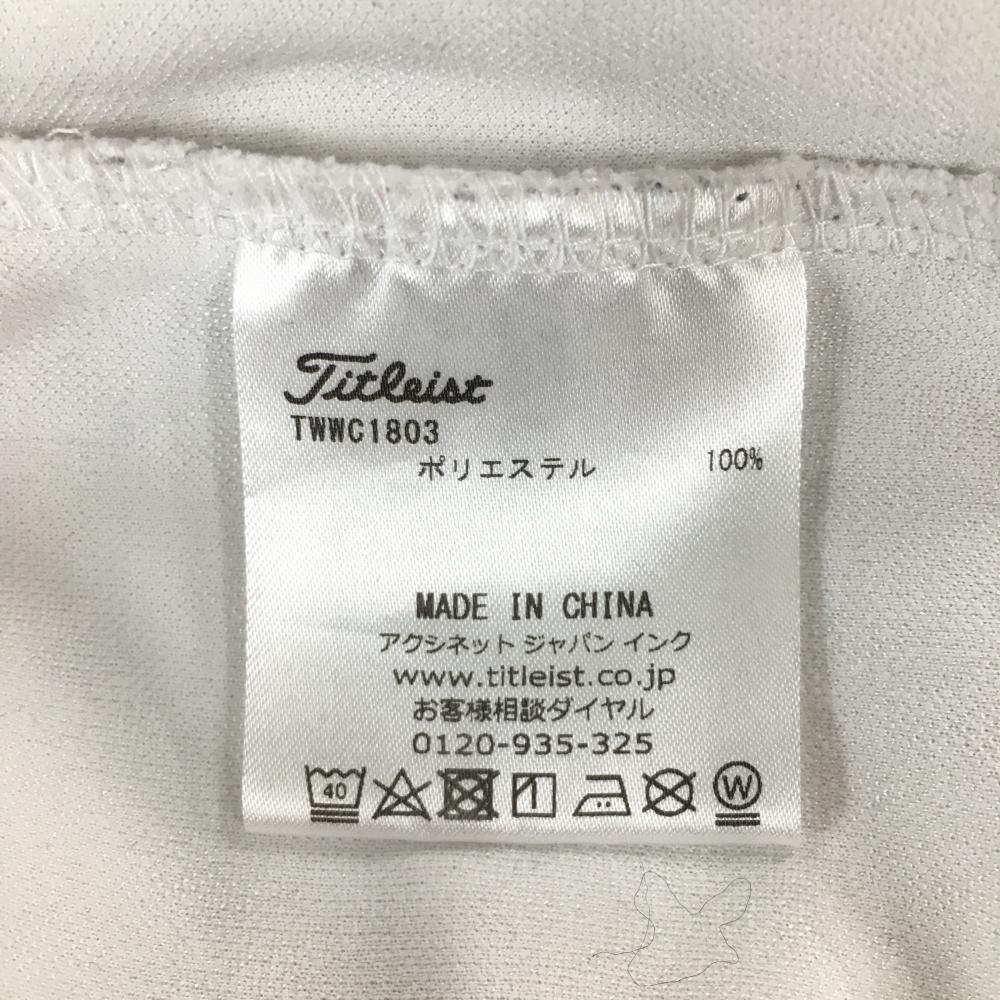 Titleist
TWWC1803
ポリエステル 100%
MADE IN CHINA
アクシネット ジャパン インク
www.titleist.co.jp
お客様相談ダイヤル
0120-935-325
40 W